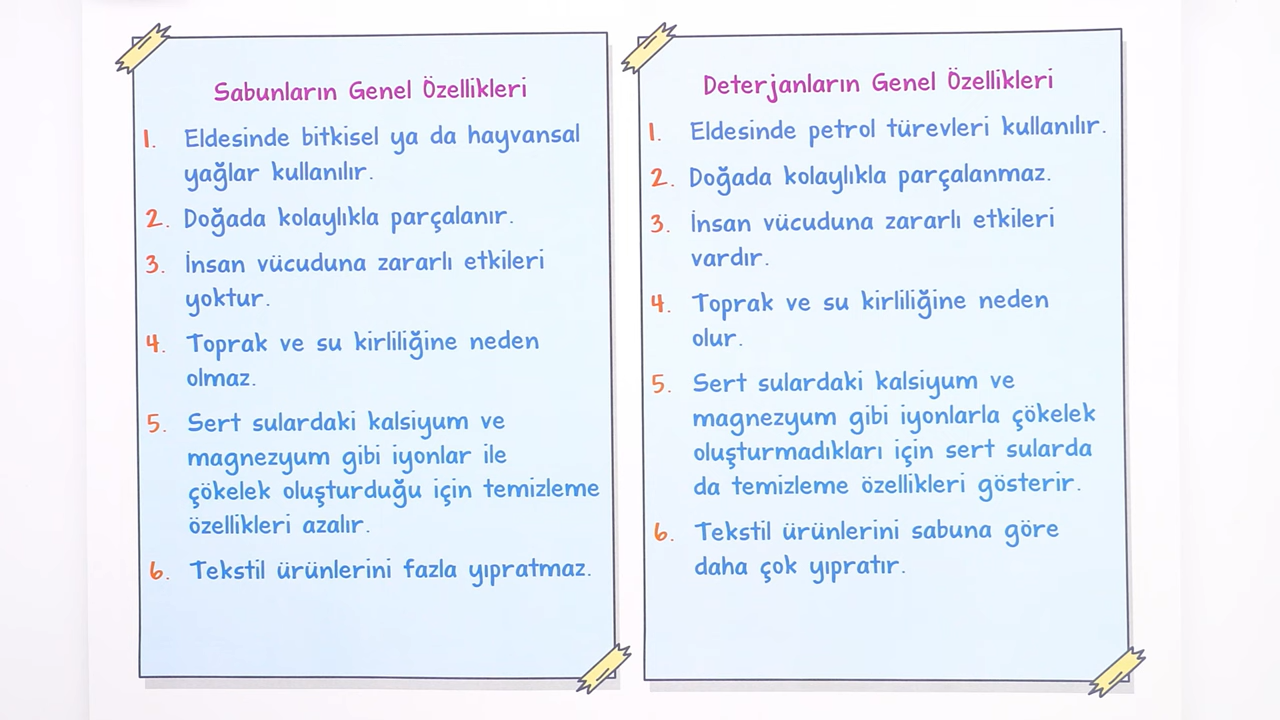 Sabunların Genel Özellikleri
1. Eldesinde bitkisel ya da hayvansal
yağlar kullanılır.
2. Doğada kolaylıkla parçalanır.
3. İnsan vücuduna zararlı etkileri
yoktur.
4. Toprak ve su kirliliğine neden
olmaz.
5. Sert sulardaki kalsiyum ve
magnezyum gibi iyonlar ile
çökelek oluşturduğu için temizleme
özellikleri azalır.
6. Tekstil ürünlerini fazla yıpratmaz.
Deterjanların Genel Özellikleri
1. Eldesinde petrol türevleri kullanılır.
2. Doğada kolaylıkla parçalanmaz.
3. İnsan vücuduna zararlı etkileri
vardır.
4. Toprak ve su kirliliğine neden
olur.
5. Sert sulardaki kalsiyum ve
magnezyum gibi iyonlarla çökelek
oluşturmadıkları için sert sularda
da temizleme özellikleri gösterir.
6. Tekstil ürünlerini sabuna göre
daha çok yıpratır.